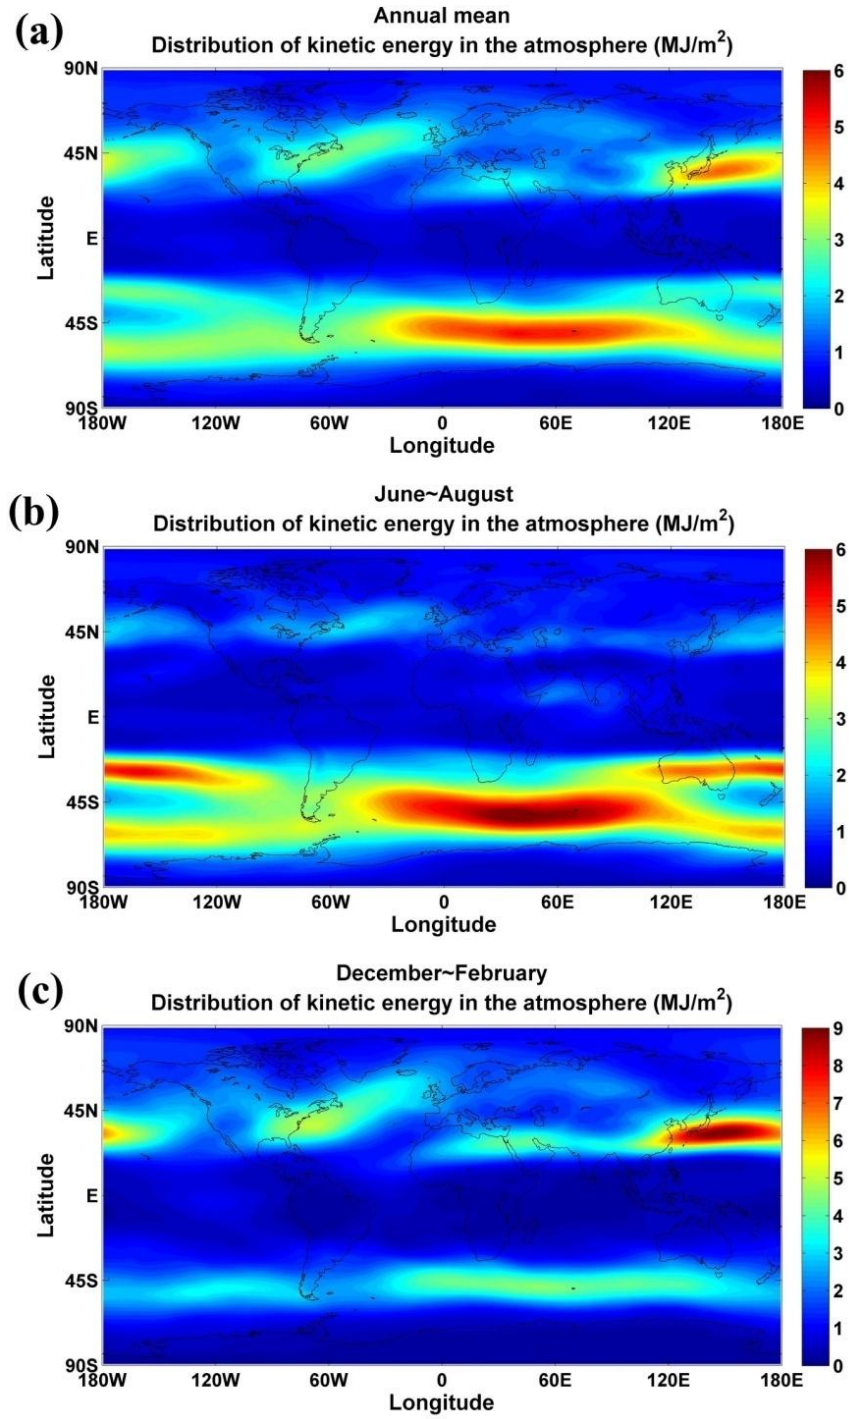 (a)
Annual mean
Distribution of kinetic energy in the atmosphere (MJ/m²)
90N
45N
E
45S
90S
Latitude
180W 120W 60W 0 60E 120E 180E
Longitude
6
5
4
3
2
1
0
(b)
June~August
Distribution of kinetic energy in the atmosphere (MJ/m²)
90N
45N
E
45S
90S
Latitude
180W 120W 60W 0 60E 120E 180E
Longitude
6
5
4
3
2
1
0
(c)
December~February
Distribution of kinetic energy in the atmosphere (MJ/m²)
90N
45N
E
45S
90S
Latitude
180W 120W 60W 0 60E 120E 180E
Longitude
9
8
7
6
5
4
3
2
1
0